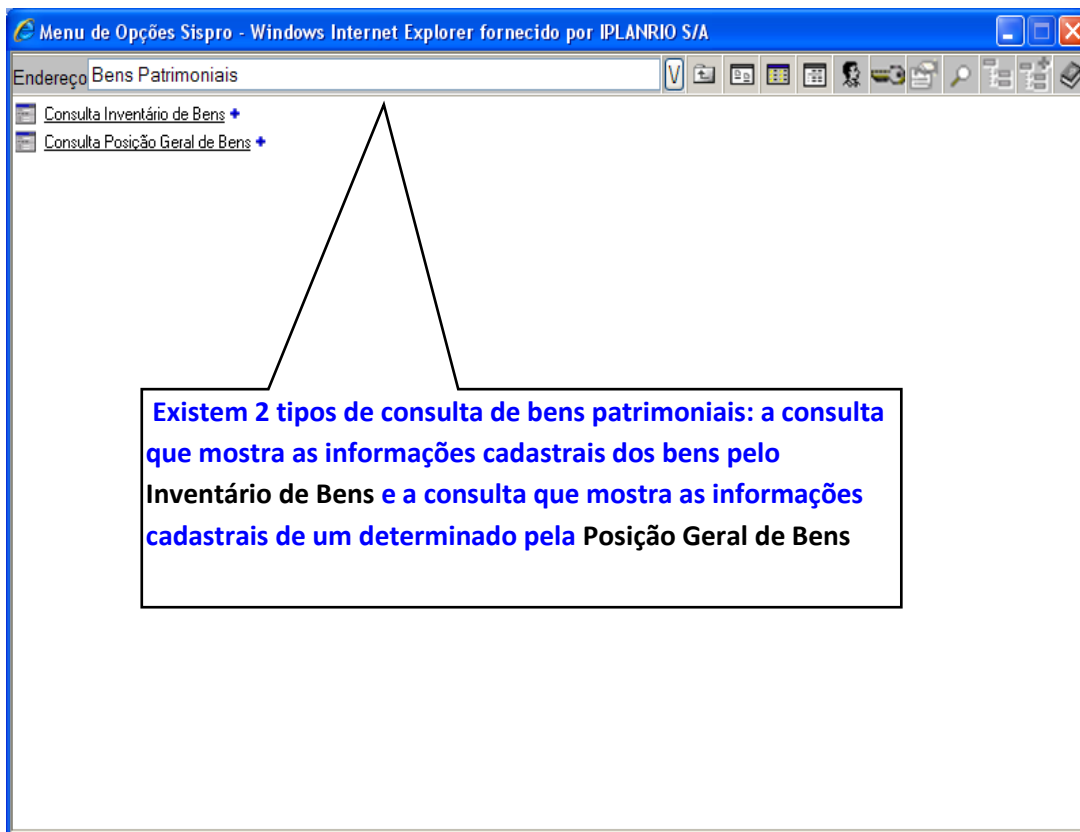 Menu de Opções Sispro - Windows Internet Explorer fornecido por IPLANRIO S/A
Endereço Bens Patrimoniais V
Consulta Inventário de Bens +
Consulta Posição Geral de Bens +
Existem 2 tipos de consulta de bens patrimoniais: a consulta
que mostra as informações cadastrais dos bens pelo
Inventário de Bens e a consulta que mostra as informações
cadastrais de um determinado pela Posição Geral de Bens